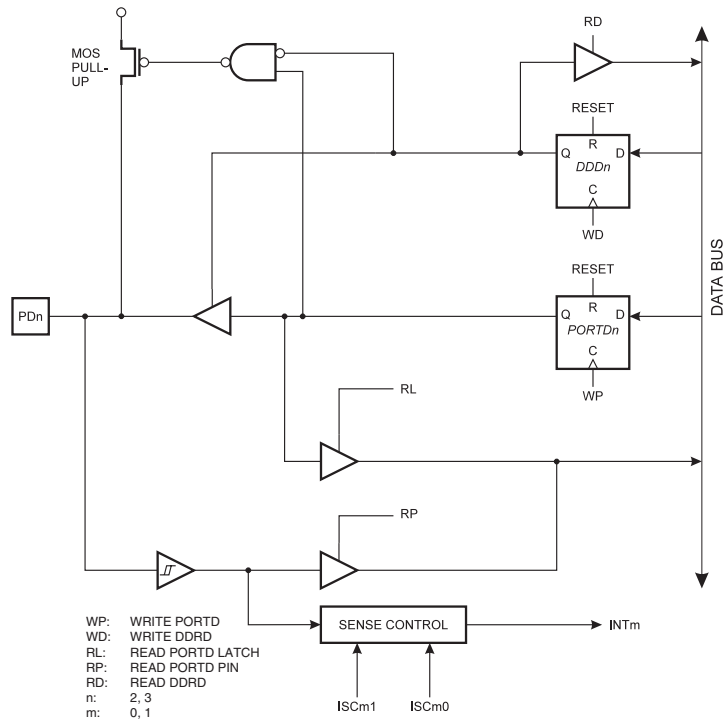 RD
MOS
PULL-
UP
RESET
R
Q
D
DDDn
C
WD
RESET
R
Q
D
PORTDn
C
WP
DATA BUS
PDn
RL
RP
SENSE CONTROL
INTm
ISCm1
ISCm0
WP: WRITE PORTD
WD: WRITE DDRD
RL: READ PORTD LATCH
RP: READ PORTD PIN
RD: READ DDRD
n: 2, 3
m: 0, 1